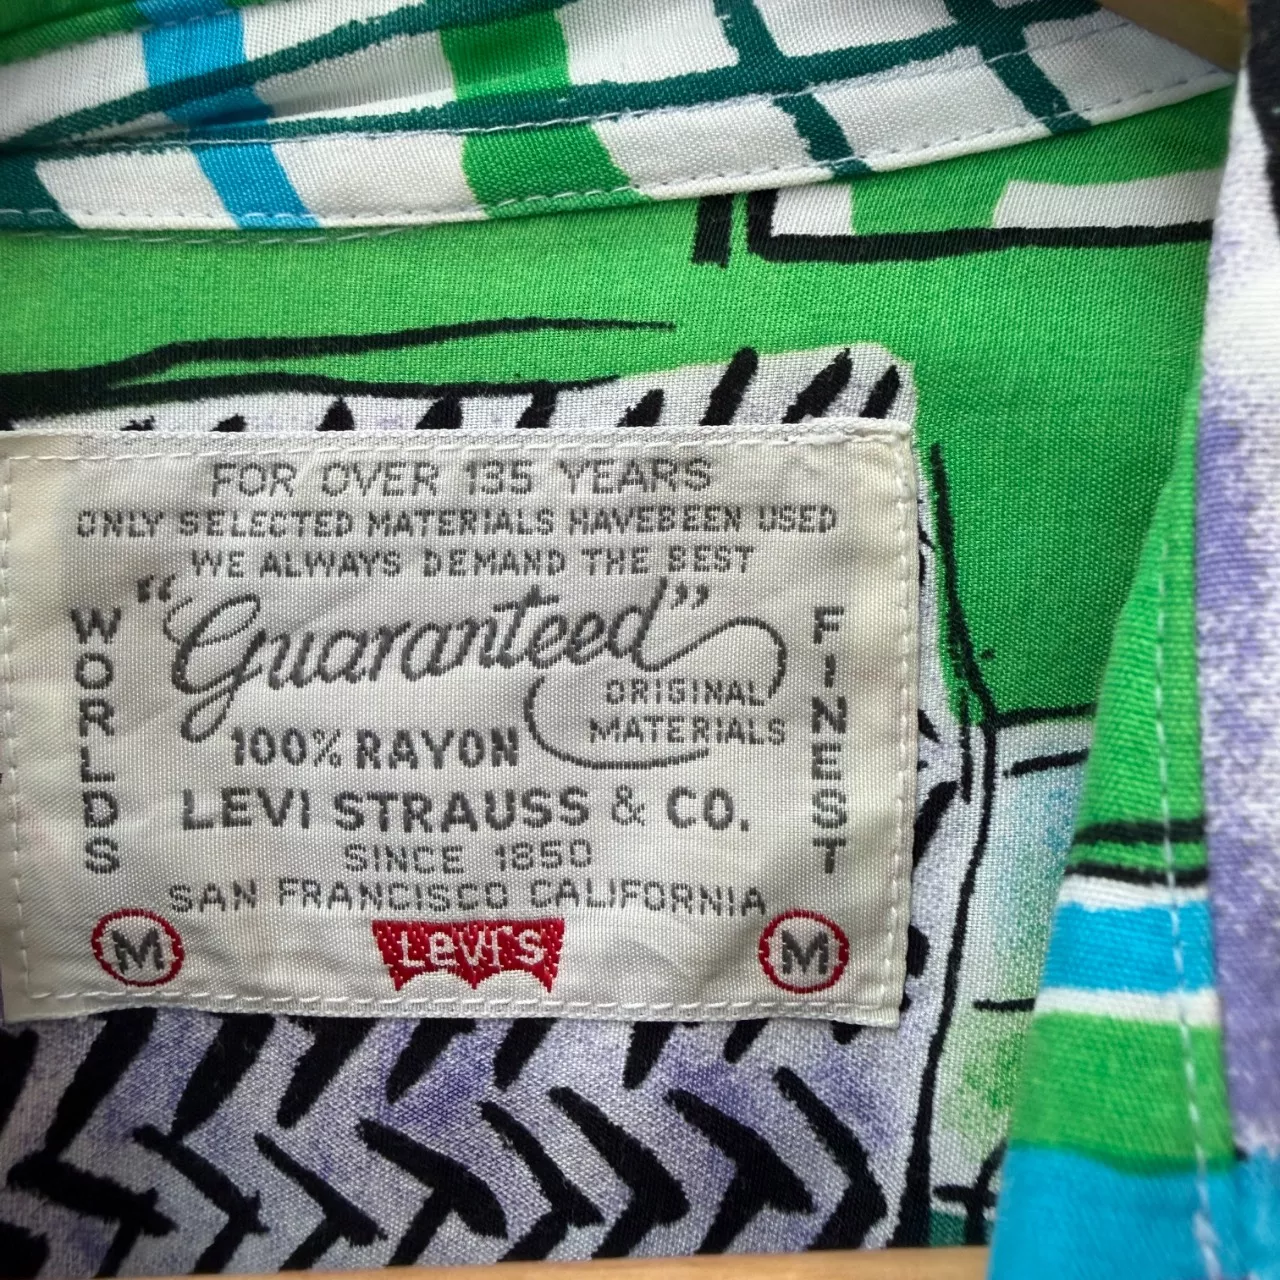 FOR OVER 135 YEARS
ONLY SELECTED MATERIALS HAVEBEEN USED
WE ALWAYS DEMAND THE BEST
WORLDS
"Guaranteed"
FINEST
ORIGINAL
MATERIALS
100% RAYON
LEVI STRAUSS & CO.
SINCE 1850
SAN FRANCISCO CALIFORNIA
M
Levi's
M